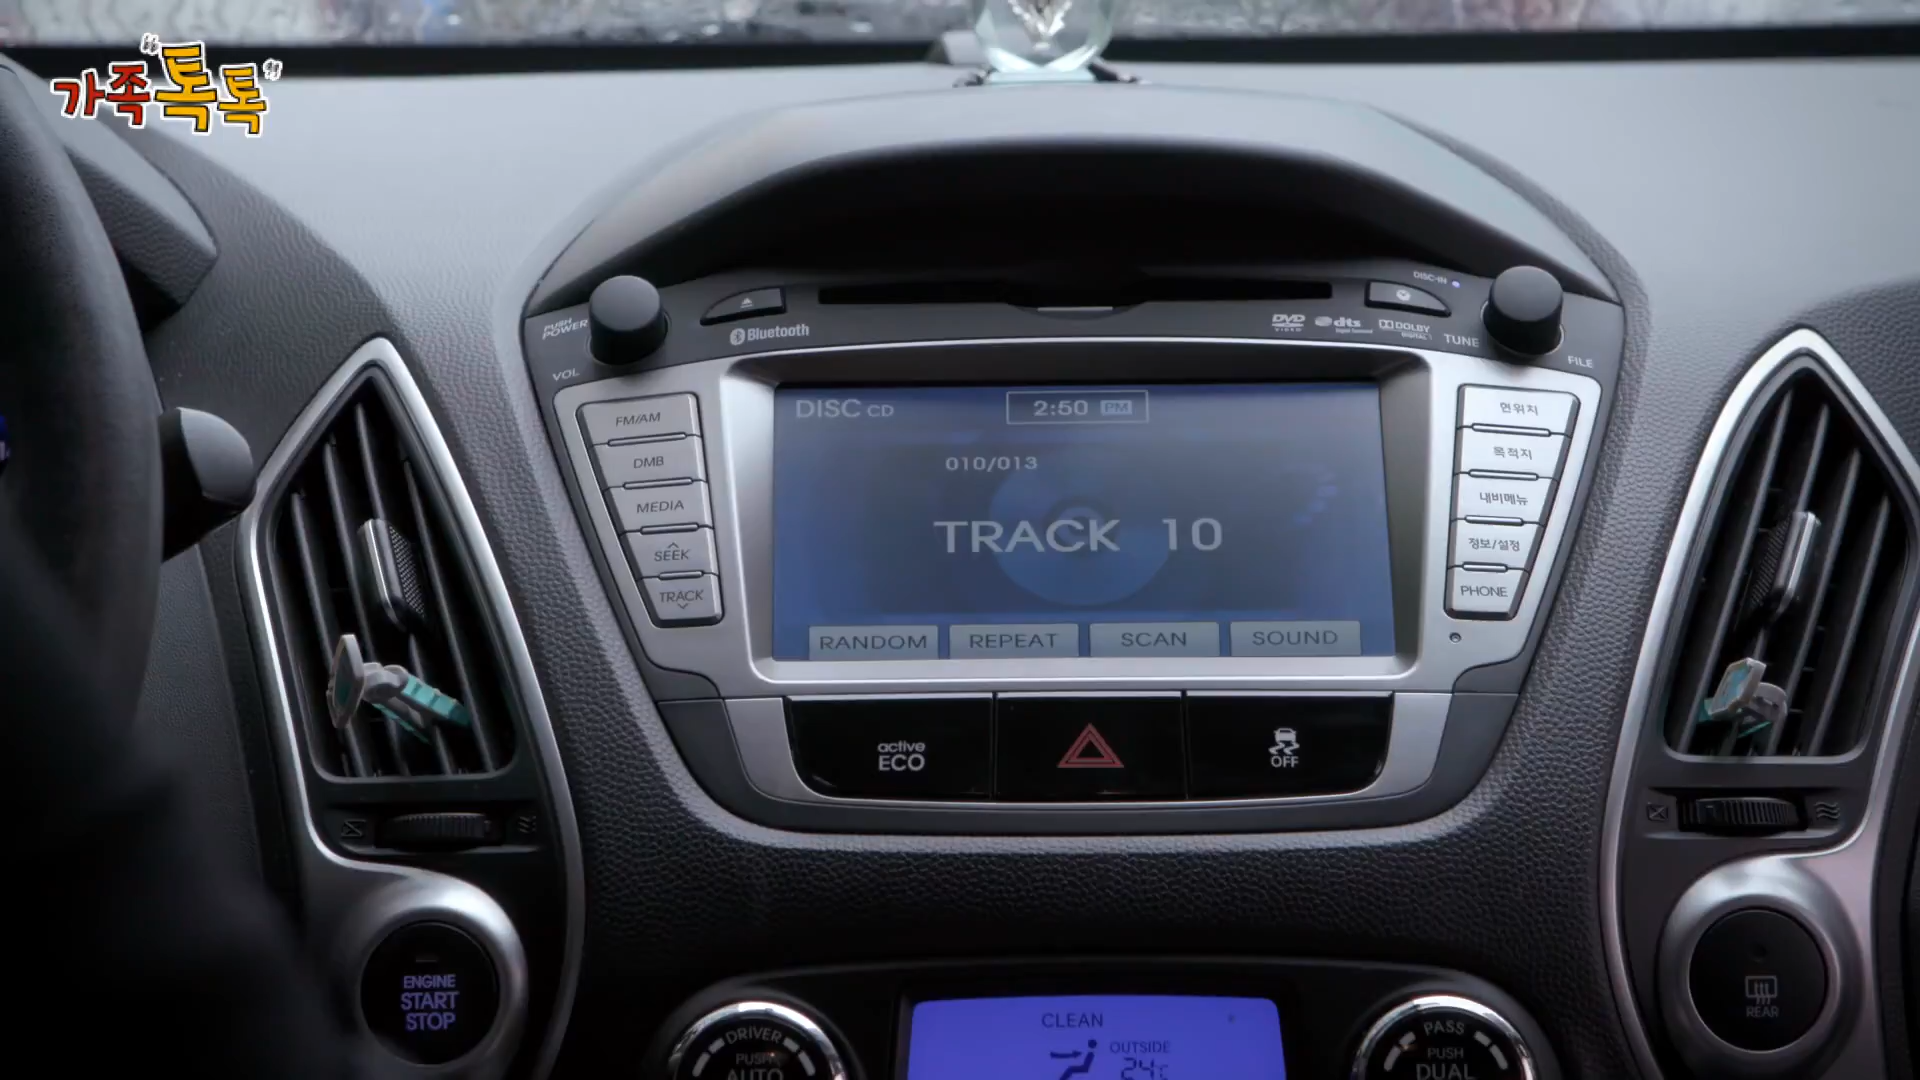 가족 "톡톡"
PUSH
POWER
VOL
Bluetooth
DISC-IN
DVD
VIDEO
dts
DOLBY
DIGITAL
TUNE
FILE
FM/AM
DMB
MEDIA
SEEK
TRACK
DISC CD
2:50 PM
010/013
TRACK 10
RANDOM
REPEAT
SCAN
SOUND
현위치
목적지
내비메뉴
정보/설정
PHONE
active
ECO
OFF
ENGINE
START
STOP
DRIVER
PUSH
AUTO
CLEAN
OUTSIDE
24°C
PASS
PUSH
DUAL
REAR